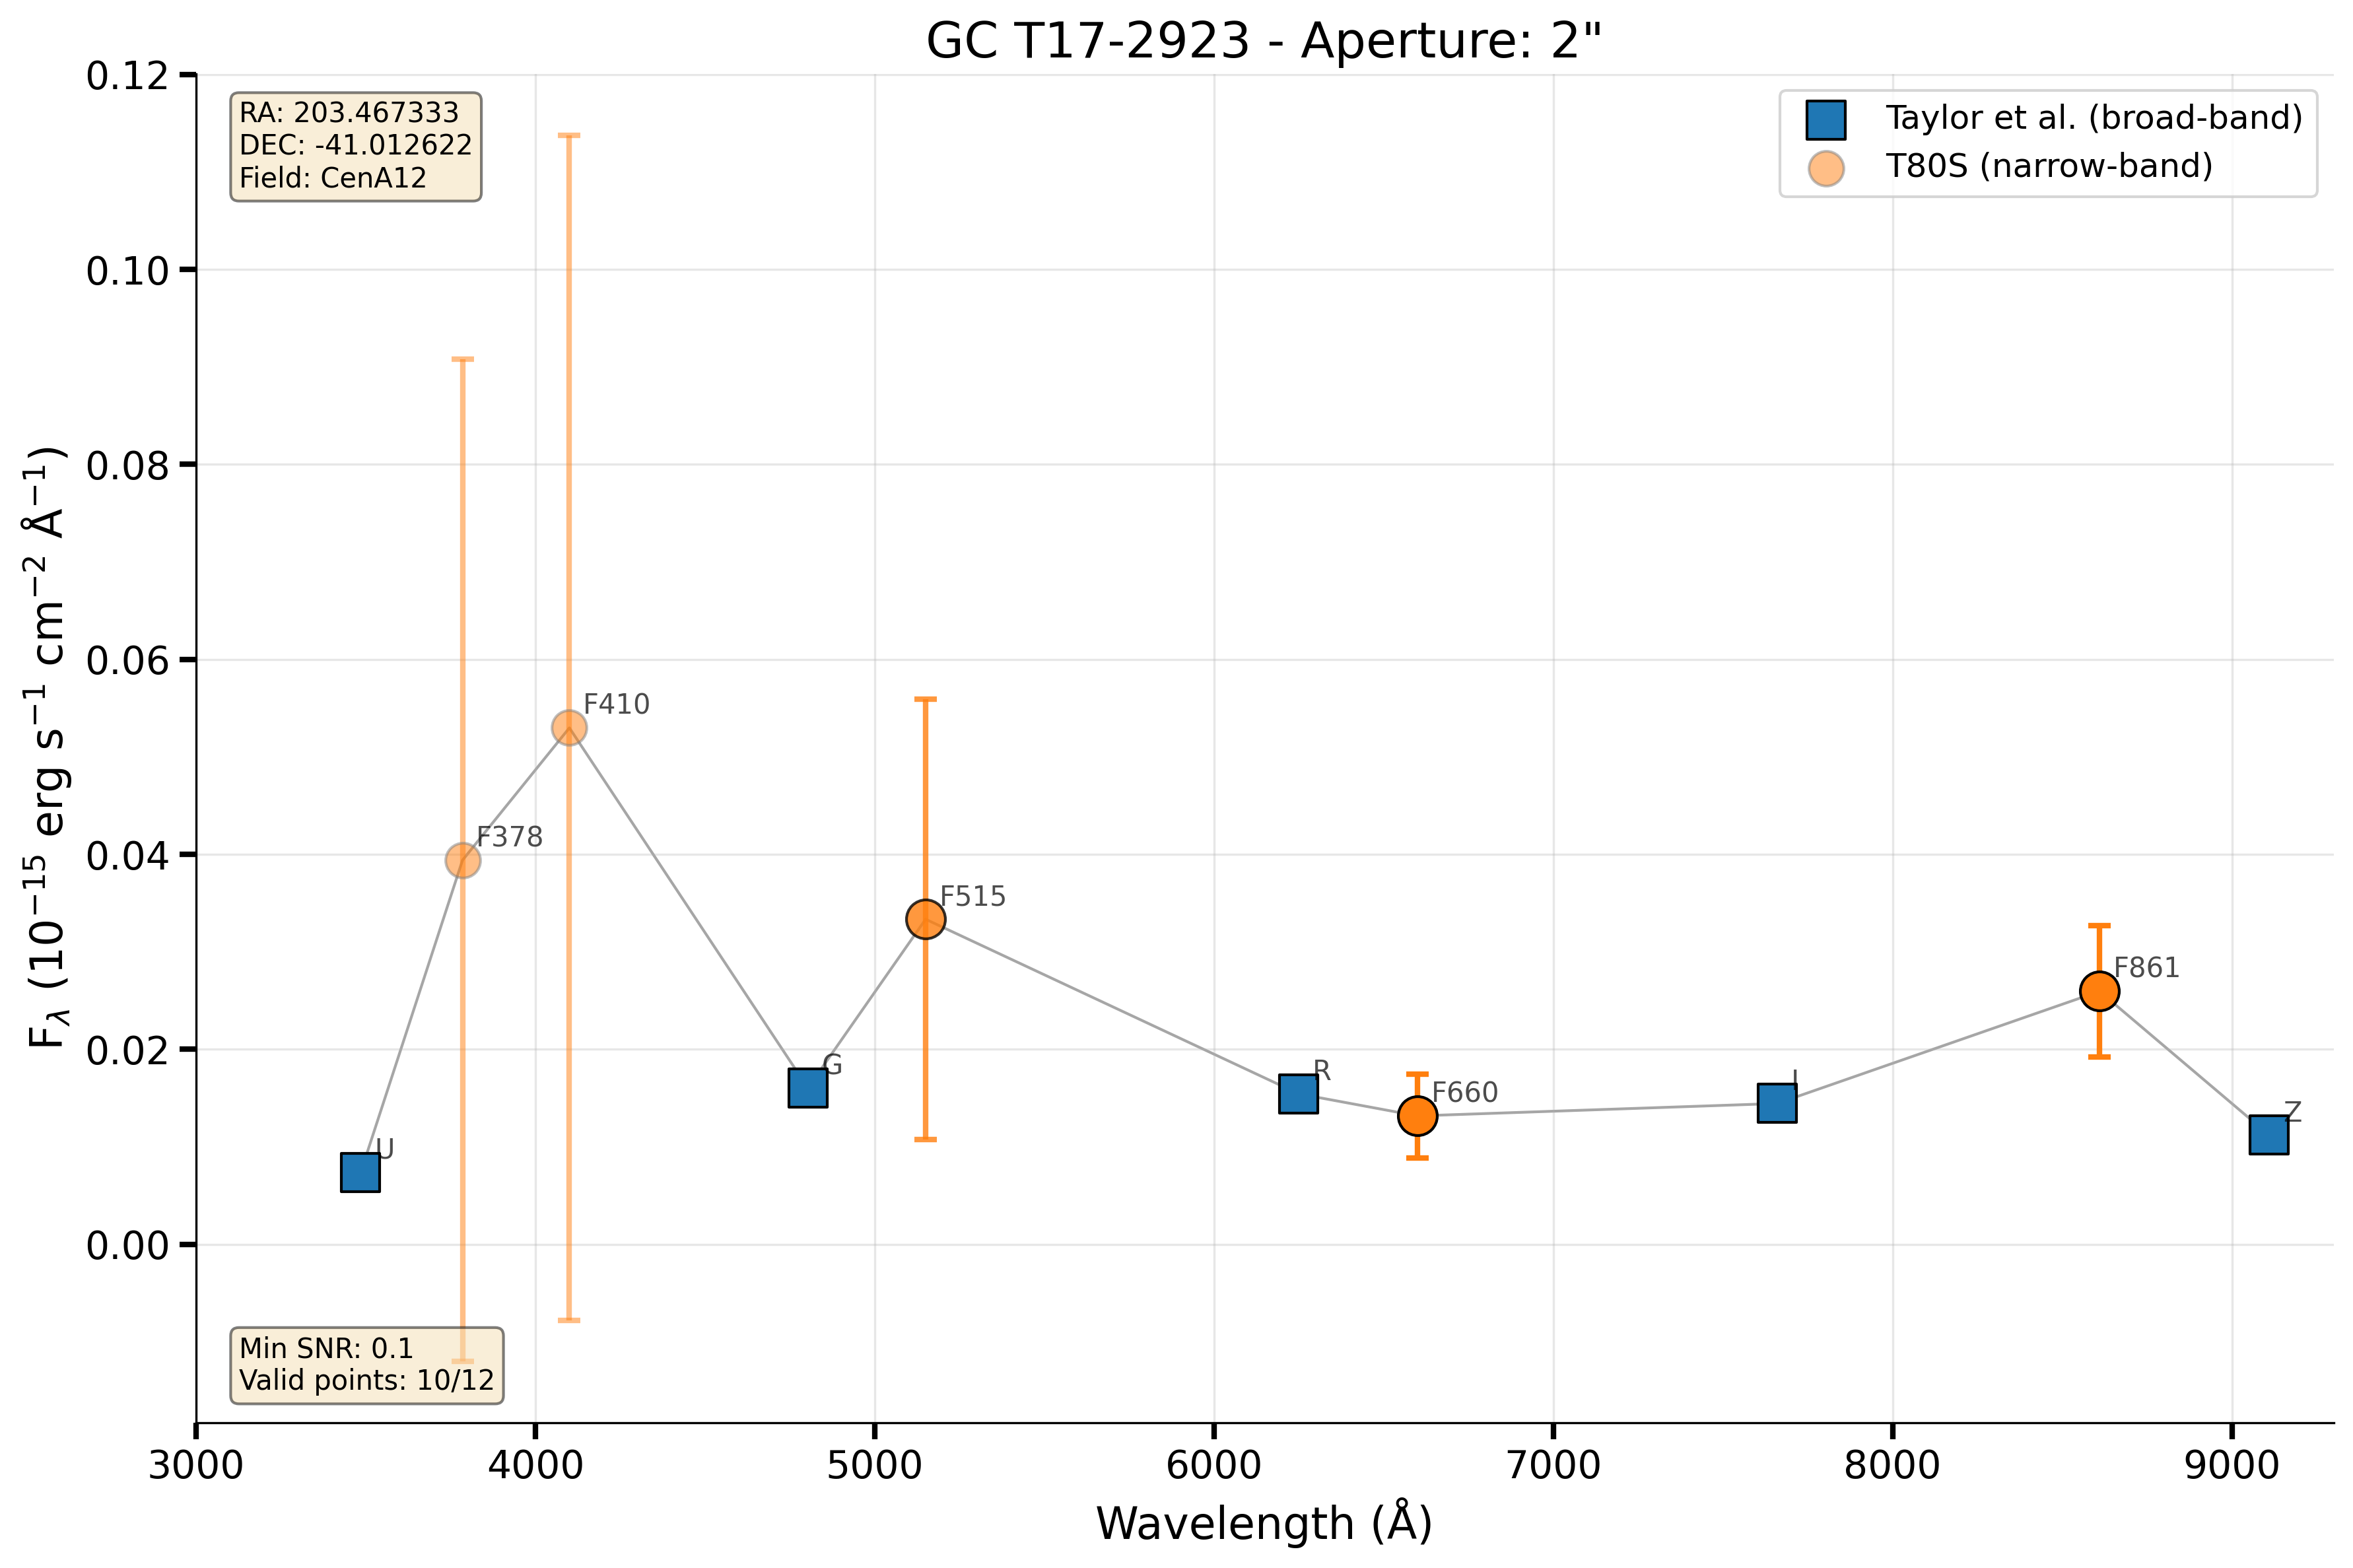 GC T17-2923 - Aperture: 2"
RA: 203.467333
DEC: -41.012622
Field: CenA12
Taylor et al. (broad-band)
T80S (narrow-band)
0.12
0.10
0.08
0.06
0.04
0.02
0.00
F_λ (10⁻¹⁵ erg s⁻¹ cm⁻² Å⁻¹)
F410
F378
F515
F861
G
R
F660
I
Z
U
Min SNR: 0.1
Valid points: 10/12
3000 4000 5000 6000 7000 8000 9000
Wavelength (Å)